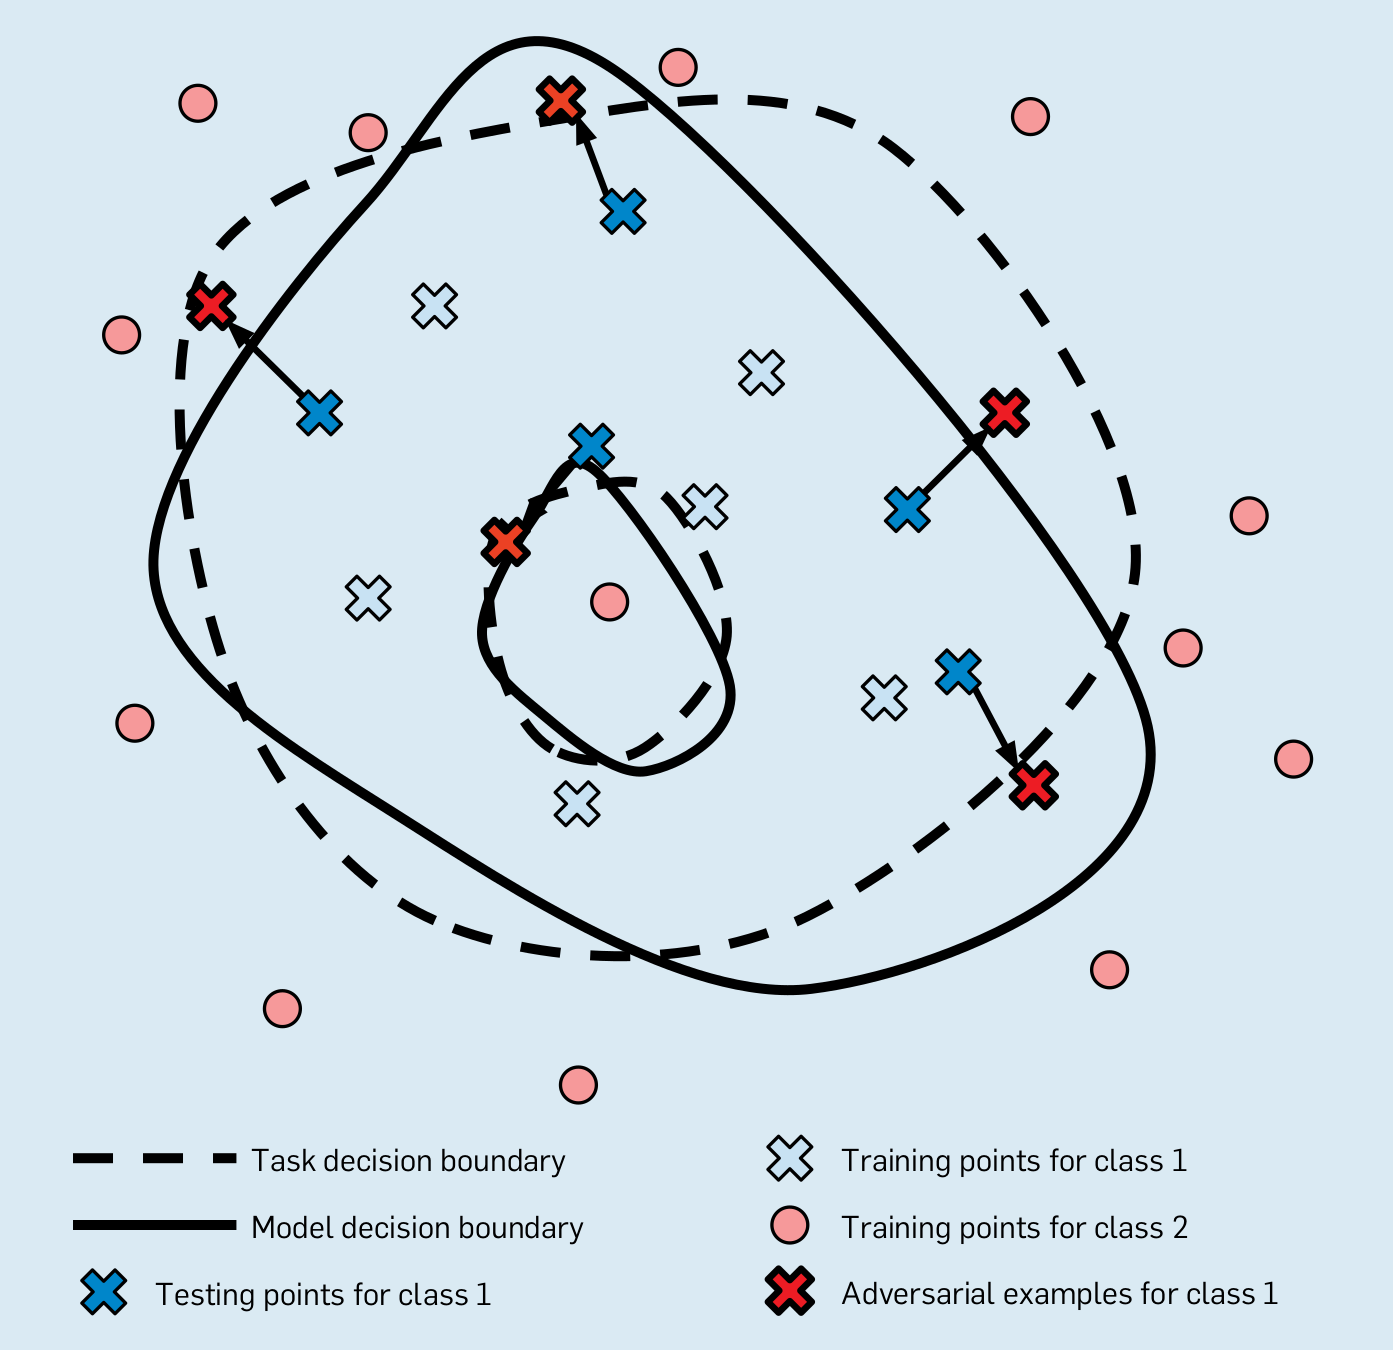 Task decision boundary
Training points for class 1
Model decision boundary
Training points for class 2
Testing points for class 1
Adversarial examples for class 1